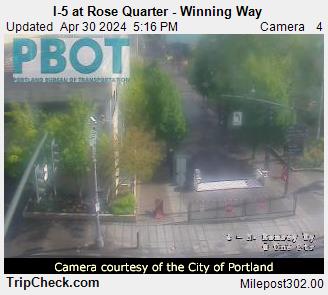 I-5 at Rose Quarter - Winning Way
Updated Apr 30 2024 5:16 PM Camera 4
PBOT
PORTLAND BUREAU OF TRANSPORTATION
Camera courtesy of the City of Portland
TripCheck.com Milepost302.00